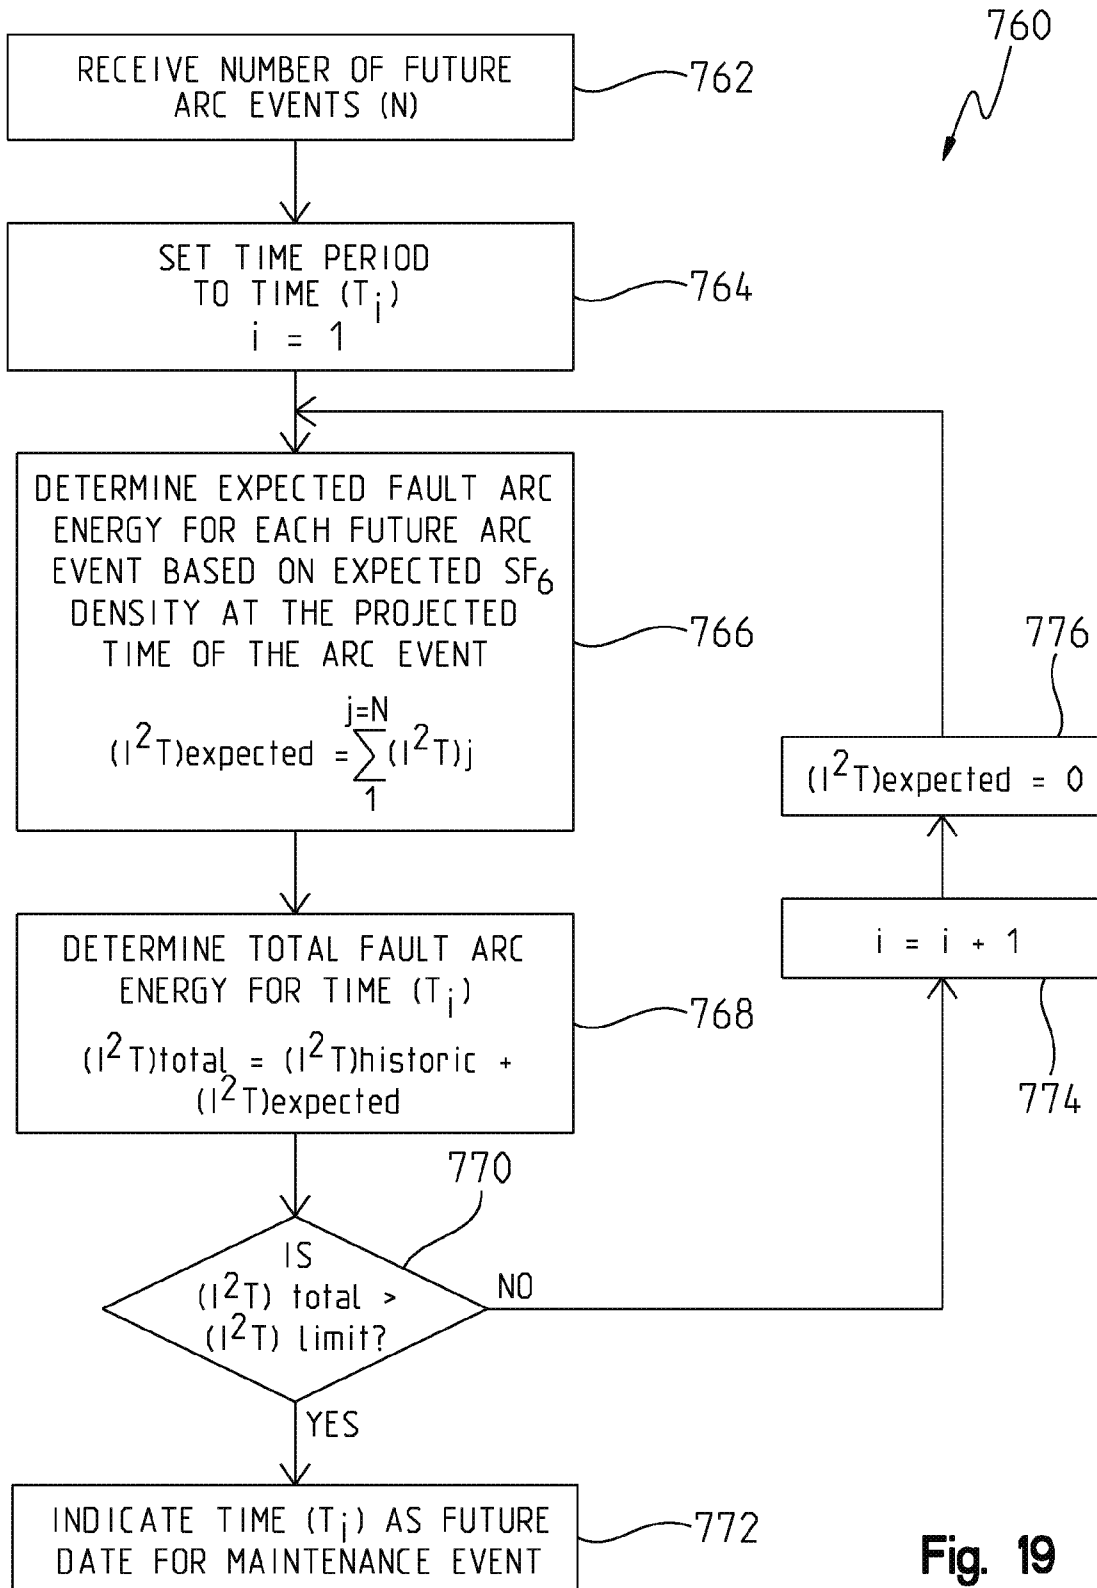 760
RECEIVE NUMBER OF FUTURE
ARC EVENTS (N)
762
SET TIME PERIOD
TO TIME (Ti)
i = 1
764
DETERMINE EXPECTED FAULT ARC
ENERGY FOR EACH FUTURE ARC
EVENT BASED ON EXPECTED SF6
DENSITY AT THE PROJECTED
TIME OF THE ARC EVENT
j=N
(I²T)expected = ∑(I²T)j
1
766
776
(I²T)expected = 0
i = i + 1
774
DETERMINE TOTAL FAULT ARC
ENERGY FOR TIME (Ti)
(I²T)total = (I²T)historic +
(I²T)expected
768
770
IS
(I²T) total >
(I²T) limit?
NO
YES
INDICATE TIME (Ti) AS FUTURE
DATE FOR MAINTENANCE EVENT
772
Fig. 19